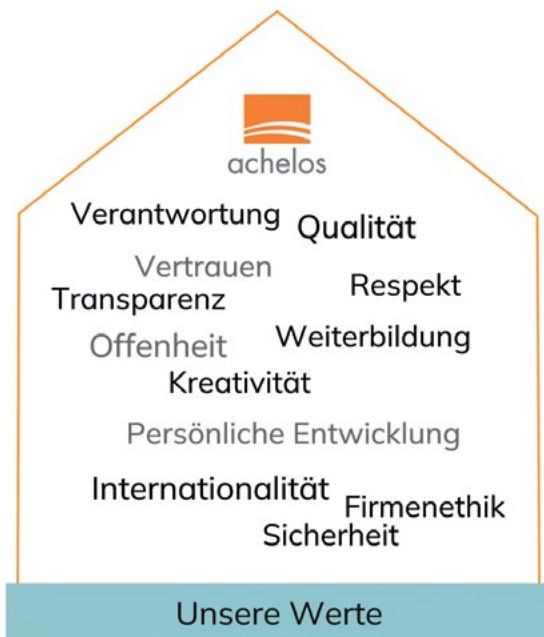 achelos
Verantwortung
Qualität
Vertrauen
Respekt
Transparenz
Weiterbildung
Offenheit
Kreativität
Persönliche Entwicklung
Internationalität
Firmenethik
Sicherheit
Unsere Werte